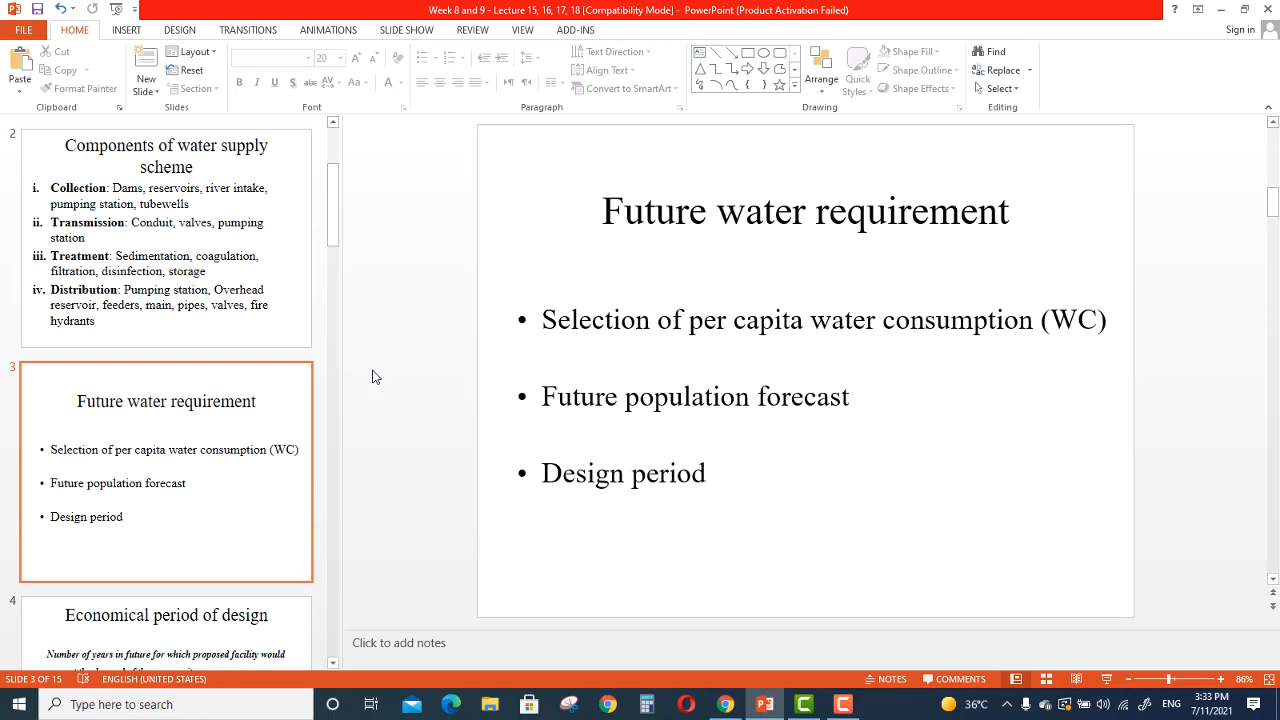 Week 8 and 9 - Lecture 15, 16, 17, 18 [Compatibility Mode] - PowerPoint (Product Activation Failed)
FILE HOME INSERT DESIGN TRANSITIONS ANIMATIONS SLIDE SHOW REVIEW VIEW ADD-INS Sign in
Paste
Cut
Copy
Format Painter
Clipboard
New
Slide
Layout
Reset
Section
Slides
20
B I U S abc AV Aa A
Font
Text Direction
Align Text
Convert to SmartArt
Paragraph
Arrange
Quick
Styles
Shape Fill
Shape Outline
Shape Effects
Drawing
Find
Replace
Select
Editing
2
Components of water supply
scheme
i. Collection: Dams, reservoirs, river intake,
pumping station, tubewells
ii. Transmission: Conduit, valves, pumping
station
iii. Treatment: Sedimentation, coagulation,
filtration, disinfection, storage
iv. Distribution: Pumping station, Overhead
reservoir, feeders, main, pipes, valves, fire
hydrants
3
Future water requirement
• Selection of per capita water consumption (WC)
• Future population forecast
• Design period
4
Economical period of design
Number of years in future for which proposed facility would
Future water requirement
• Selection of per capita water consumption (WC)
• Future population forecast
• Design period
Click to add notes
SLIDE 3 OF 15 ENGLISH (UNITED STATES) NOTES COMMENTS 86%
Type here to search
36°C ENG
3:33 PM
7/11/2021